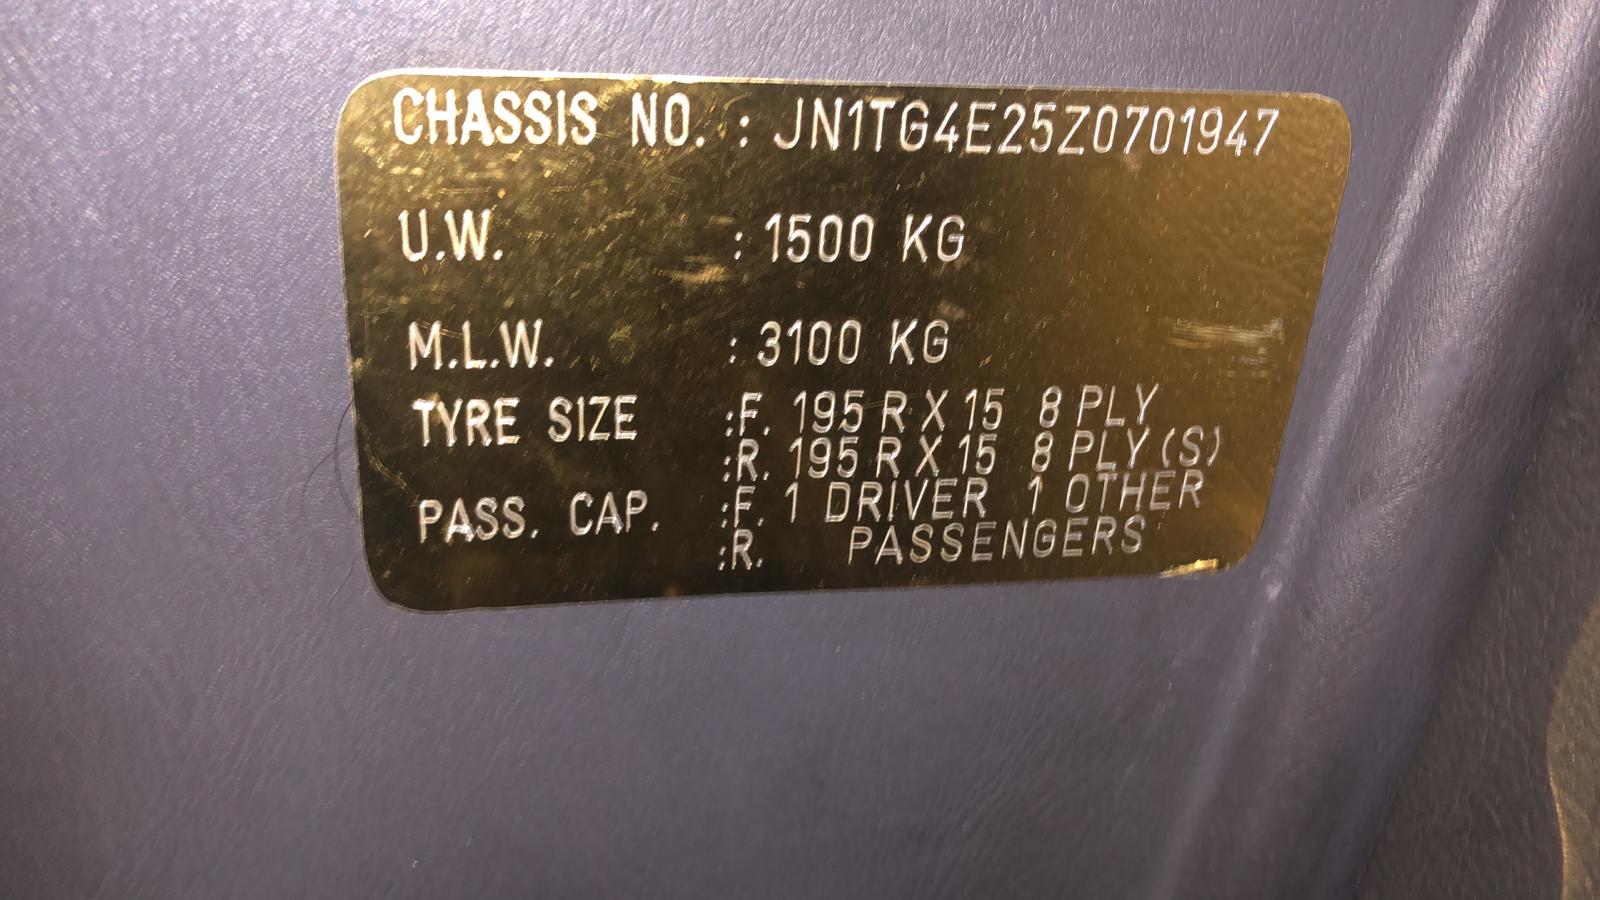 CHASSIS NO. : JN1TG4E25Z0701947
U.W. : 1500 KG
M.L.W. : 3100 KG
TYRE SIZE :F. 195 R X 15 8 PLY
:R. 195 R X 15 8 PLY (S)
PASS. CAP. :F. 1 DRIVER 1 OTHER
:R. PASSENGERS